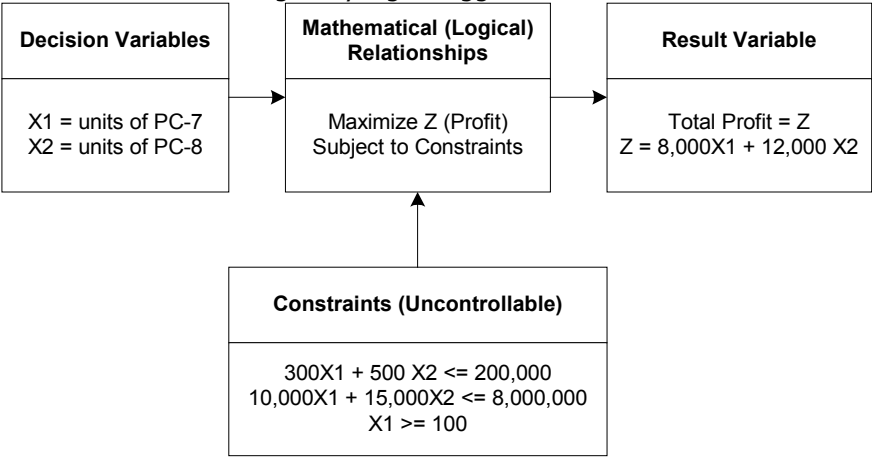 Decision Variables
X1 = units of PC-7
X2 = units of PC-8
Mathematical (Logical)
Relationships
Maximize Z (Profit)
Subject to Constraints
Result Variable
Total Profit = Z
Z = 8,000X1 + 12,000 X2
Constraints (Uncontrollable)
300X1 + 500 X2 <= 200,000
10,000X1 + 15,000X2 <= 8,000,000
X1 >= 100